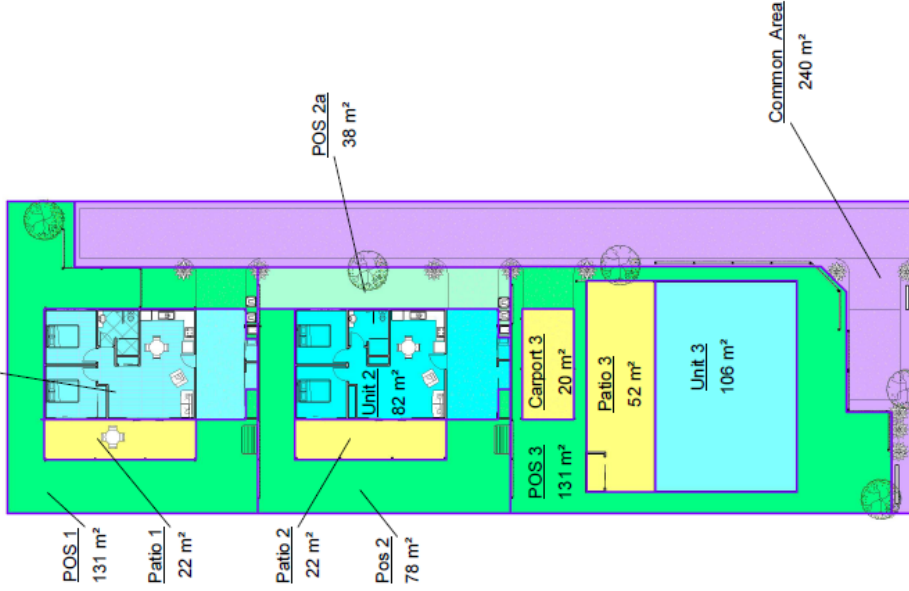 POS 1
131 m²
Patio 1
22 m²
Patio 2
22 m²
Pos 2
78 m²
Unit 2
82 m²
POS 2a
38 m²
POS 3
131 m²
Carport 3
20 m²
Patio 3
52 m²
Unit 3
106 m²
Common Area
240 m²